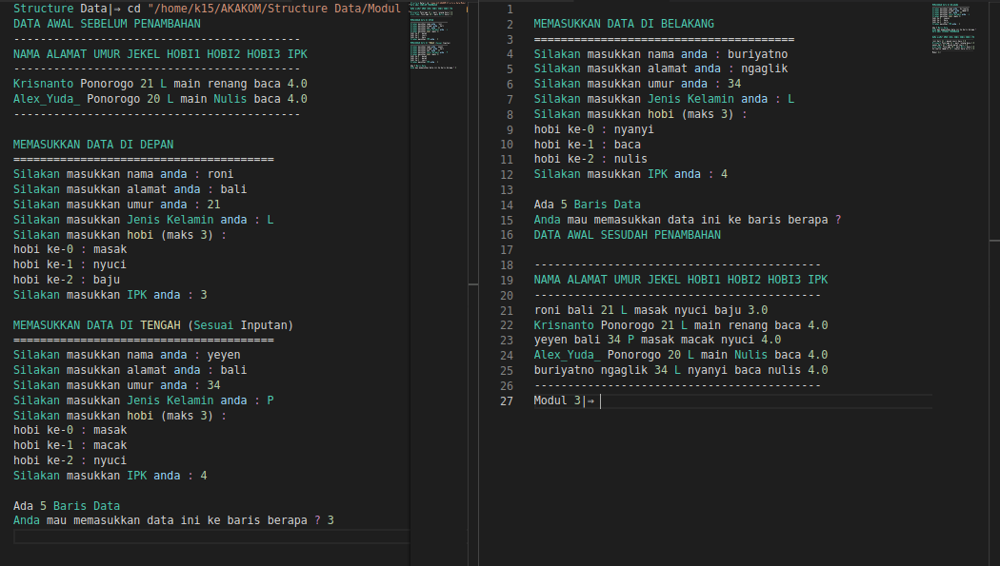 Structure Data|⇒ cd "/home/k15/AKAKOM/Structure Data/Modul
DATA AWAL SEBELUM PENAMBAHAN
-------------------------------------------
NAMA ALAMAT UMUR JEKEL HOBI1 HOBI2 HOBI3 IPK
-------------------------------------------
Krisnanto Ponorogo 21 L main renang baca 4.0
Alex_Yuda_ Ponorogo 20 L main Nulis baca 4.0
-------------------------------------------
MEMASUKKAN DATA DI DEPAN
=======================================
Silakan masukkan nama anda : roni
Silakan masukkan alamat anda : bali
Silakan masukkan umur anda : 21
Silakan masukkan Jenis Kelamin anda : L
Silakan masukkan hobi (maks 3) :
hobi ke-0 : masak
hobi ke-1 : nyuci
hobi ke-2 : baju
Silakan masukkan IPK anda : 3
MEMASUKKAN DATA DI TENGAH (Sesuai Inputan)
=======================================
Silakan masukkan nama anda : yeyen
Silakan masukkan alamat anda : bali
Silakan masukkan umur anda : 34
Silakan masukkan Jenis Kelamin anda : P
Silakan masukkan hobi (maks 3) :
hobi ke-0 : masak
hobi ke-1 : macak
hobi ke-2 : nyuci
Silakan masukkan IPK anda : 4
Ada 5 Baris Data
Anda mau memasukkan data ini ke baris berapa ? 3
1
2 MEMASUKKAN DATA DI BELAKANG
3 =======================================
4 Silakan masukkan nama anda : buriyatno
5 Silakan masukkan alamat anda : ngaglik
6 Silakan masukkan umur anda : 34
7 Silakan masukkan Jenis Kelamin anda : L
8 Silakan masukkan hobi (maks 3) :
9 hobi ke-0 : nyanyi
10 hobi ke-1 : baca
11 hobi ke-2 : nulis
12 Silakan masukkan IPK anda : 4
13
14 Ada 5 Baris Data
15 Anda mau memasukkan data ini ke baris berapa ?
16 DATA AWAL SESUDAH PENAMBAHAN
17
18 -------------------------------------------
19 NAMA ALAMAT UMUR JEKEL HOBI1 HOBI2 HOBI3 IPK
20 -------------------------------------------
21 roni bali 21 L masak nyuci baju 3.0
22 Krisnanto Ponorogo 21 L main renang baca 4.0
23 yeyen bali 34 P masak macak nyuci 4.0
24 Alex_Yuda_ Ponorogo 20 L main Nulis baca 4.0
25 buriyatno ngaglik 34 L nyanyi baca nulis 4.0
26 -------------------------------------------
27 Modul 3|⇒